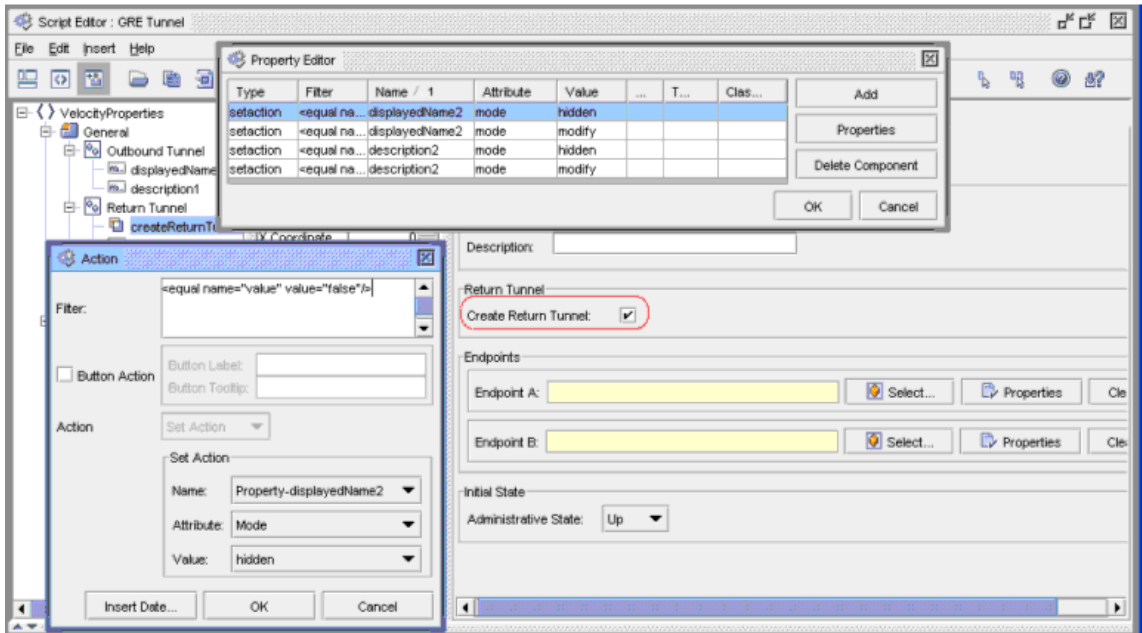 Script Editor : GRE Tunnel
File Edit Insert Help
Property Editor
Type Filter Name / 1 Attribute Value ... T... Clas...
setaction <equal na... displayedName2 mode hidden
setaction <equal na... displayedName2 mode modify
setaction <equal na... description2 mode hidden
setaction <equal na... description2 mode modify
Add
Properties
Delete Component
OK Cancel
VelocityProperties
General
Outbound Tunnel
displayedName
description1
Return Tunnel
createReturnTu
X Coordinate 0
Action
Filter:
<equal name="value" value="false"/>
Button Action
Button Label:
Button Tooltip:
Action Set Action
Set Action
Name: Property-displayedName2
Attribute: Mode
Value: hidden
Insert Date... OK Cancel
Description:
Return Tunnel
Create Return Tunnel:
Endpoints
Endpoint A: Select... Properties Cle
Endpoint B: Select... Properties Cle
Initial State
Administrative State: Up